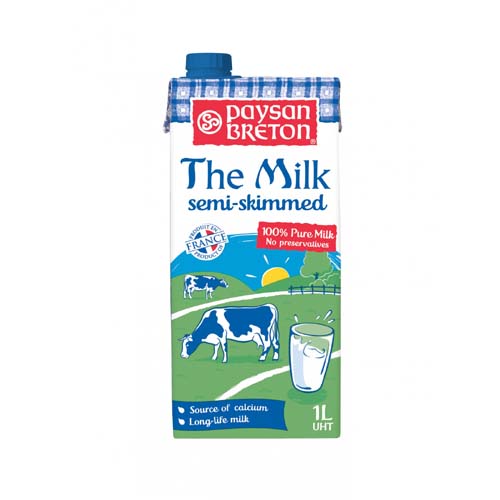 paysan
BRETON®
The Milk
semi-skimmed
100% Pure Milk
No preservatives
PRODUIT EN
FRANCE
PRODUCT OF
Source of calcium
Long-life milk
1L
UHT